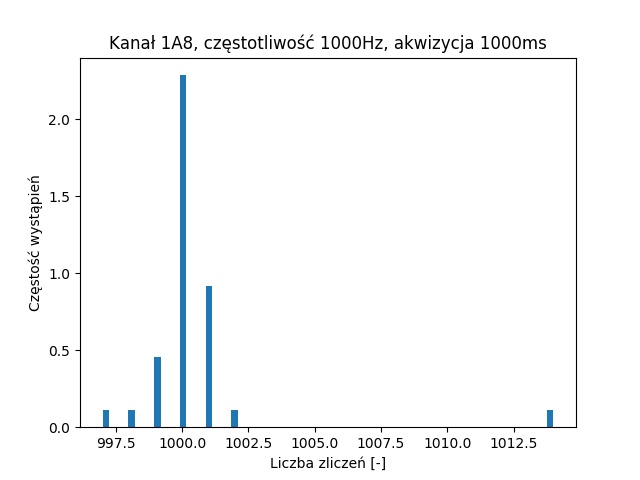 Kanał 1A8, częstotliwość 1000Hz, akwizycja 1000ms
2.0
1.5
1.0
0.5
0.0
Częstość wystąpień
997.5 1000.0 1002.5 1005.0 1007.5 1010.0 1012.5
Liczba zliczeń [-]